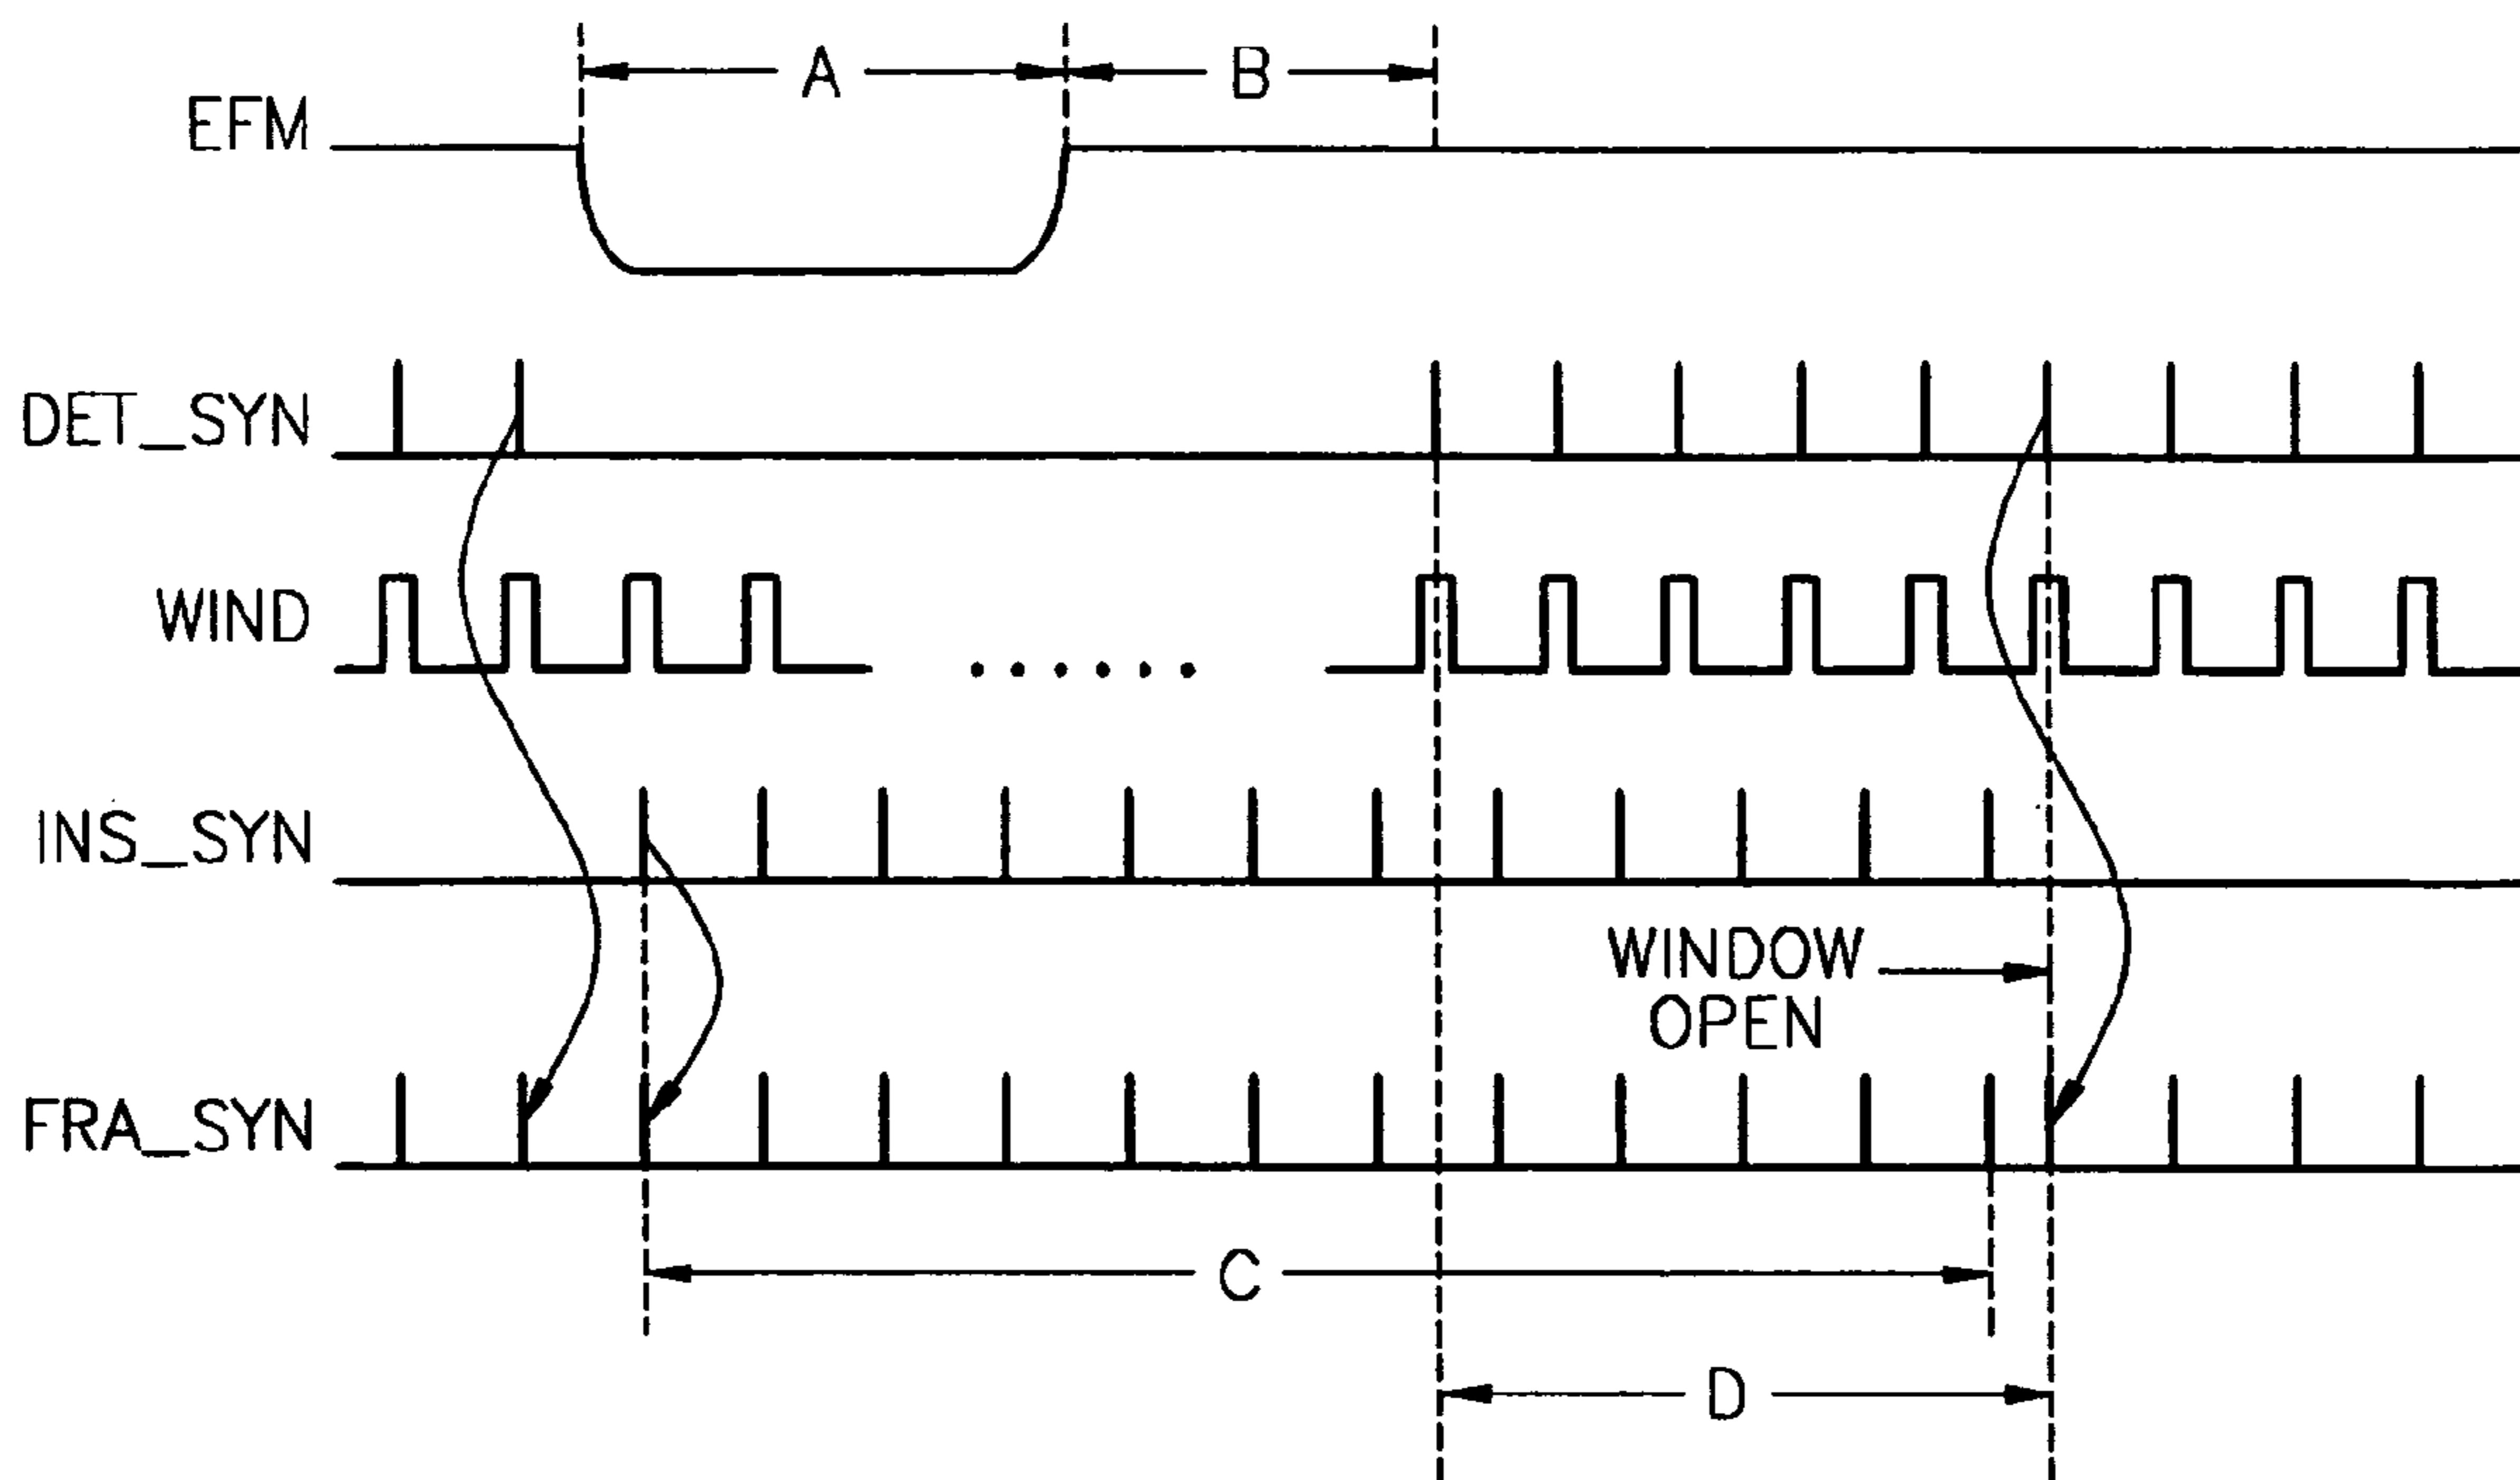 A
B
EFM
DET_SYN
WIND
INS_SYN
WINDOW
OPEN
FRA_SYN
C
D